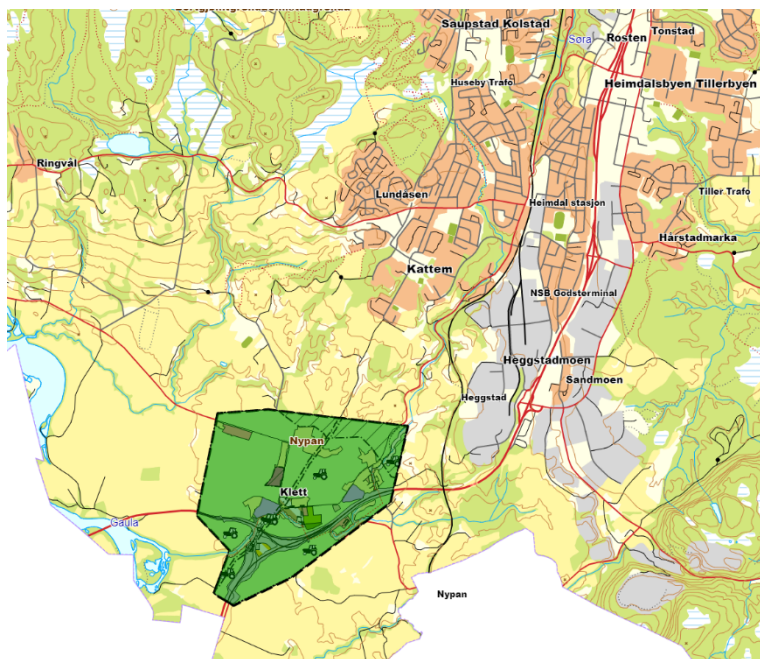 Saupstad Kolstad
Tonstad
Søra
Rosten
Huseby Trafo
Heimdalsbyen Tillerbyen
Ringvål
Lundåsen
Tiller Trafo
Heimdal stasjon
Hårstadmarka
Kattem
NSB Godsterminal
Heggstadmoen
Sandmoen
Heggstad
Nypan
Klett
Gaula
Nypan